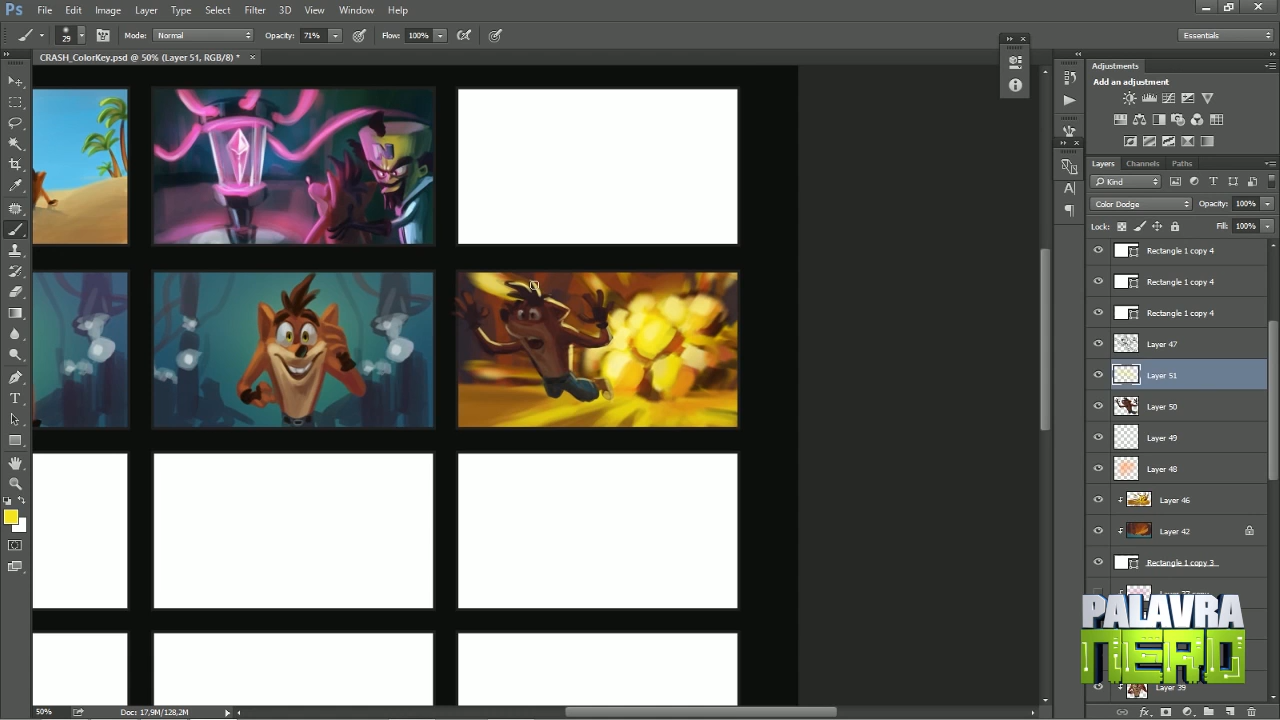 Ps File Edit Image Layer Type Select Filter 3D View Window Help
29 Mode: Normal Opacity: 71% Flow: 100% Essentials
CRASH_ColorKey.psd @ 50% (Layer 51, RGB/8) * ×
Adjustments
Add an adjustment
Layers Channels Paths
Kind
Color Dodge Opacity: 100%
Lock: Fill: 100%
Rectangle 1 copy 4
Rectangle 1 copy 4
Rectangle 1 copy 4
Layer 47
Layer 51
Layer 50
Layer 49
Layer 48
Layer 46
Layer 42
Rectangle 1 copy 3
PALAVRA
NERD
Layer 39
50% Doc: 17,9M/128,2M